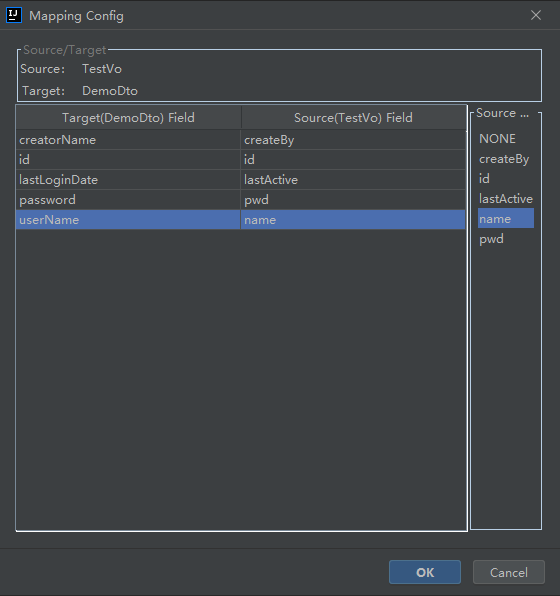 IJ Mapping Config
Source/Target
Source: TestVo
Target: DemoDto
Target(DemoDto) Field Source(TestVo) Field
creatorName createBy
id id
lastLoginDate lastActive
password pwd
userName name
Source ...
NONE
createBy
id
lastActive
name
pwd
OK Cancel